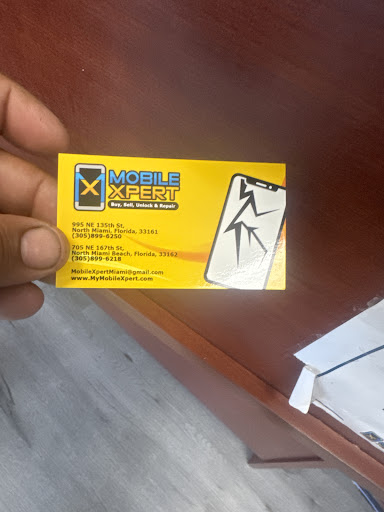 MOBILE
XPERT
Buy, Sell, Unlock & Repair
995 NE 135th St,
North Miami, Florida, 33161
(305)899-6250
705 NE 167th St,
North Miami Beach, Florida, 33162
(305)899-6218
MobileXpertMiami@gmail.com
www.MyMobileXpert.com